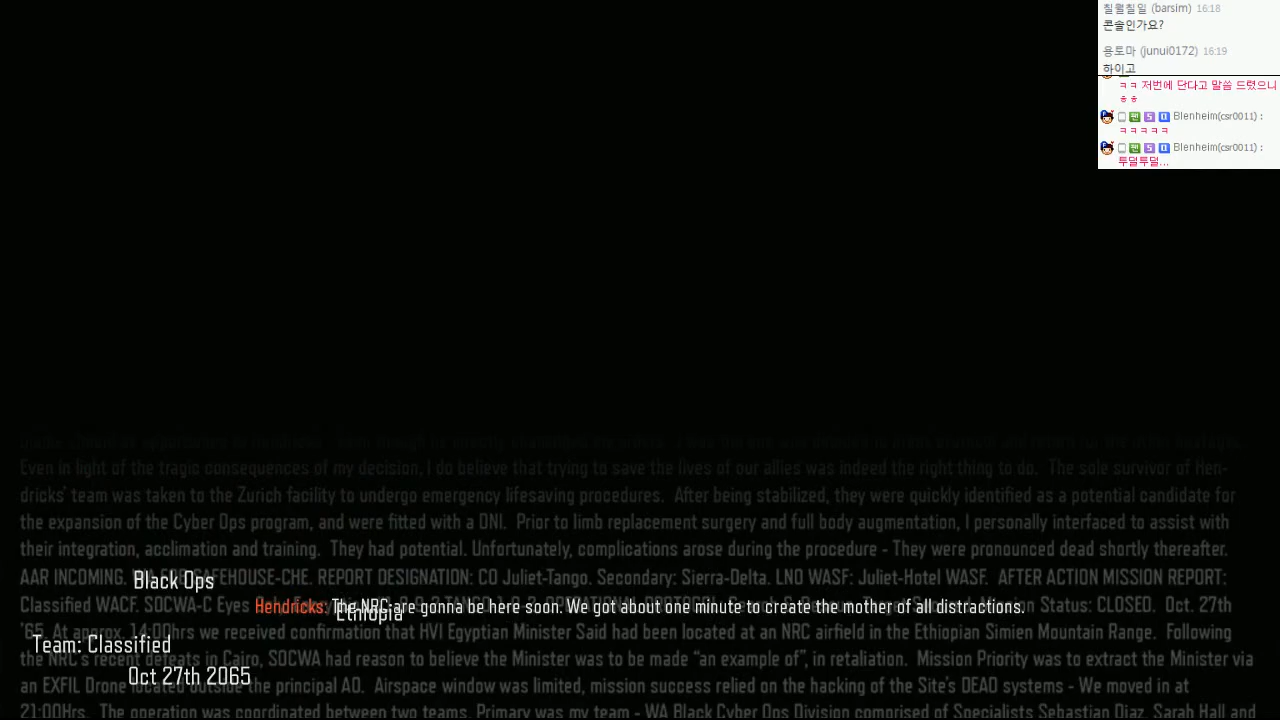 칠월칠일 (barsim) 16:18
콘솔인가요?
용토마 (junui0172) 16:19
하이고
ㅋㅋ 저번에 단다고 말씀 드렸으니
ㅎㅎ
Blenheim(csr0011) :
ㅋㅋㅋㅋㅋ
Blenheim(csr0011) :
투덜투덜...
Even in light of the tragic consequences of my decision, I do believe that trying to save the lives of our allies was indeed the right thing to do. The sole survivor of Hen-
dricks' team was taken to the Zurich facility to undergo emergency lifesaving procedures. After being stabilized, they were quickly identified as a potential candidate for
the expansion of the Cyber Ops program, and were fitted with a DNI. Prior to limb replacement surgery and full body augmentation, I personally interfaced to assist with
their integration, acclimation and training. They had potential. Unfortunately, complications arose during the procedure - They were pronounced dead shortly thereafter.
AAR INCOMING. SAFEHOUSE-CHE. REPORT DESIGNATION: CO Juliet-Tango. Secondary: Sierra-Delta. LNO WASF: Juliet-Hotel WASF. AFTER ACTION MISSION REPORT:
Black Ops
Classified WACF. SOCWA-C Eyes Status: CLOSED. Oct. 27th
Hendricks: The NRC are gonna be here soon. We got about one minute to create the mother of all distractions.
Ethiopia
'65. At approx. 14:00hrs we received confirmation that HVI Egyptian Minister Said had been located at an NRC airfield in the Ethiopian Simien Mountain Range. Following
Team: Classified
the NRC's recent defeats in Cairo, SOCWA had reason to believe the Minister was to be made "an example of", in retaliation. Mission Priority was to extract the Minister via
Oct 27th 2065
an EXFIL Drone located outside the principal AO. Airspace window was limited, mission success relied on the hacking of the Site's DEAD systems - We moved in at
21:00Hrs. The operation was coordinated between two teams. Primary was my team - WA Black Cyber Ops Division comprised of Specialists Sebastian Diaz, Sarah Hall and